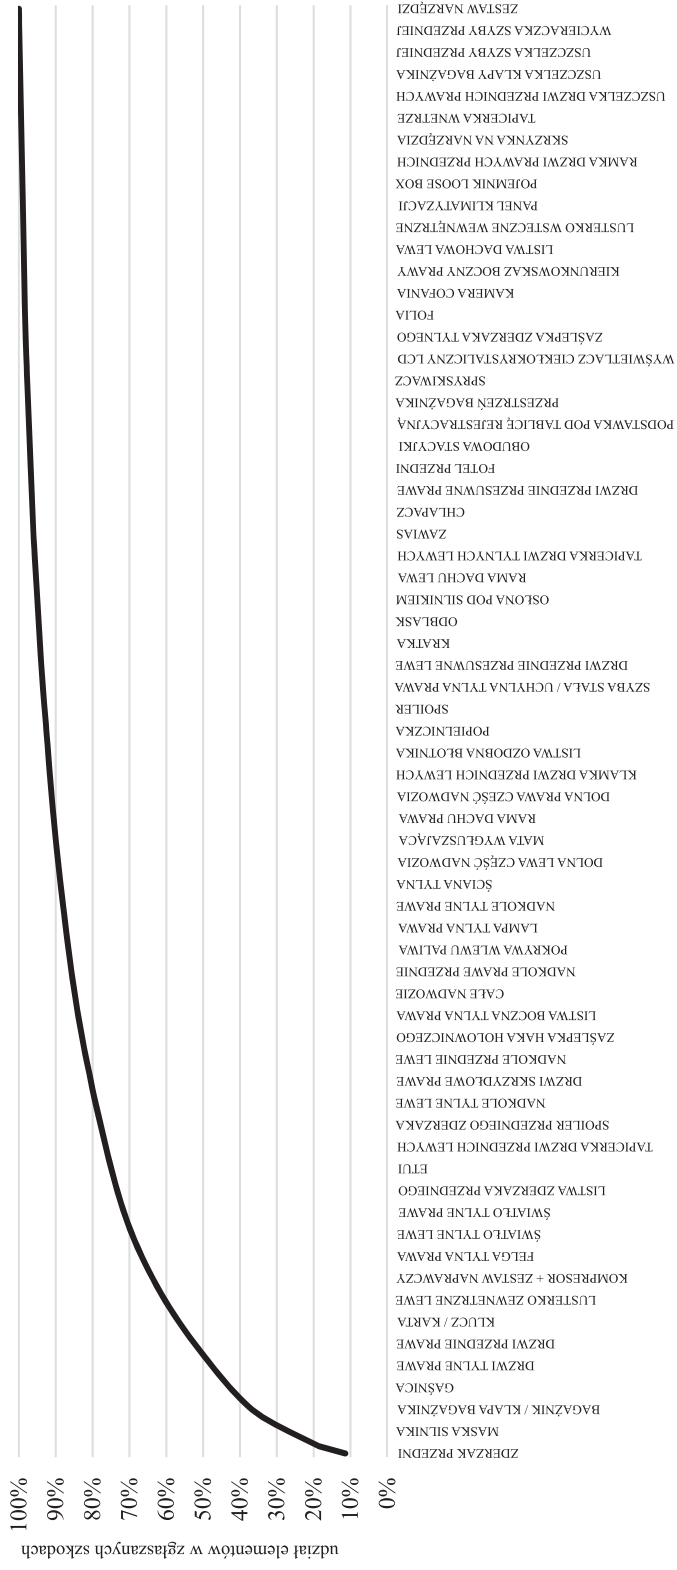 udział elementów w zgłaszanych szkodach
100%
90%
80%
70%
60%
50%
40%
30%
20%
10%
0%
ZDERZAK PRZEDNI
MASKA SILNIKA
BAGAŻNIK / KLAPA BAGAŻNIKA
GAŚNICA
DRZWI TYLNE PRAWE
DRZWI PRZEDNIE PRAWE
KLUCZ / KARTA
LUSTERKO ZEWNETRZNE LEWE
KOMPRESOR + ZESTAW NAPRAWCZY
FELGA TYLNA PRAWA
ŚWIATŁO TYLNE LEWE
ŚWIATŁO TYLNE PRAWE
LISTWA ZDERZAKA PRZEDNIEGO
ETUI
TAPICERKA DRZWI PRZEDNICH LEWYCH
SPOILER PRZEDNIEGO ZDERZAKA
NADKOLE TYLNE LEWE
DRZWI SKRZYDŁOWE PRAWE
NADKOLE PRZEDNIE LEWE
ZAŚLEPKA HAKA HOLOWNICZEGO
LISTWA BOCZNA TYLNA PRAWA
CAŁE NADWOZIE
NADKOLE PRAWE PRZEDNIE
POKRYWA WLEWU PALIWA
LAMPA TYLNA PRAWA
NADKOLE TYLNE PRAWE
ŚCIANA TYLNA
DOLNA LEWA CZĘŚĆ NADWOZIA
MATA WYGŁUSZAJĄCA
RAMA DACHU PRAWA
DOLNA PRAWA CZEŚĆ NADWOZIA
KLAMKA DRZWI PRZEDNICH LEWYCH
LISTWA OZDOBNA BŁOTNIKA
POPIELNICZKA
SPOILER
SZYBA STAŁA / UCHYLNA TYLNA PRAWA
DRZWI PRZEDNIE PRZESUWNE LEWE
KRATKA
ODBLASK
OSŁONA POD SILNIKIEM
RAMA DACHU LEWA
TAPICERKA DRZWI TYLNYCH LEWYCH
ZAWIAS
CHLAPACZ
DRZWI PRZEDNIE PRZESUWNE PRAWE
FOTEL PRZEDNI
OBUDOWA STACYJKI
PODSTAWKA POD TABLICĘ REJESTRACYJNĄ
PRZESTRZEŃ BAGAŻNIKA
SPRYSKIWACZ
WYŚWIETLACZ CIEKŁOKRYSTALICZNY LCD
ZAŚLEPKA ZDERZAKA TYLNEGO
FOLIA
KAMERA COFANIA
KIERUNKOWSKAZ BOCZNY PRAWY
LISTWA DACHOWA LEWA
LUSTERKO WSTECZNE WEWNĘTRZNE
PANEL KLIMATYZACJI
POJEMNIK LOOSE BOX
RAMKA DRZWI PRAWYCH PRZEDNICH
SKRZYNKA NA NARZĘDZIA
TAPICERKA WNETRZE
USZCZELKA DRZWI PRZEDNICH PRAWYCH
USZCZELKA KLAPY BAGAŻNIKA
USZCZELKA SZYBY PRZEDNIEJ
WYCIERACZKA SZYBY PRZEDNIEJ
ZESTAW NARZĘDZI